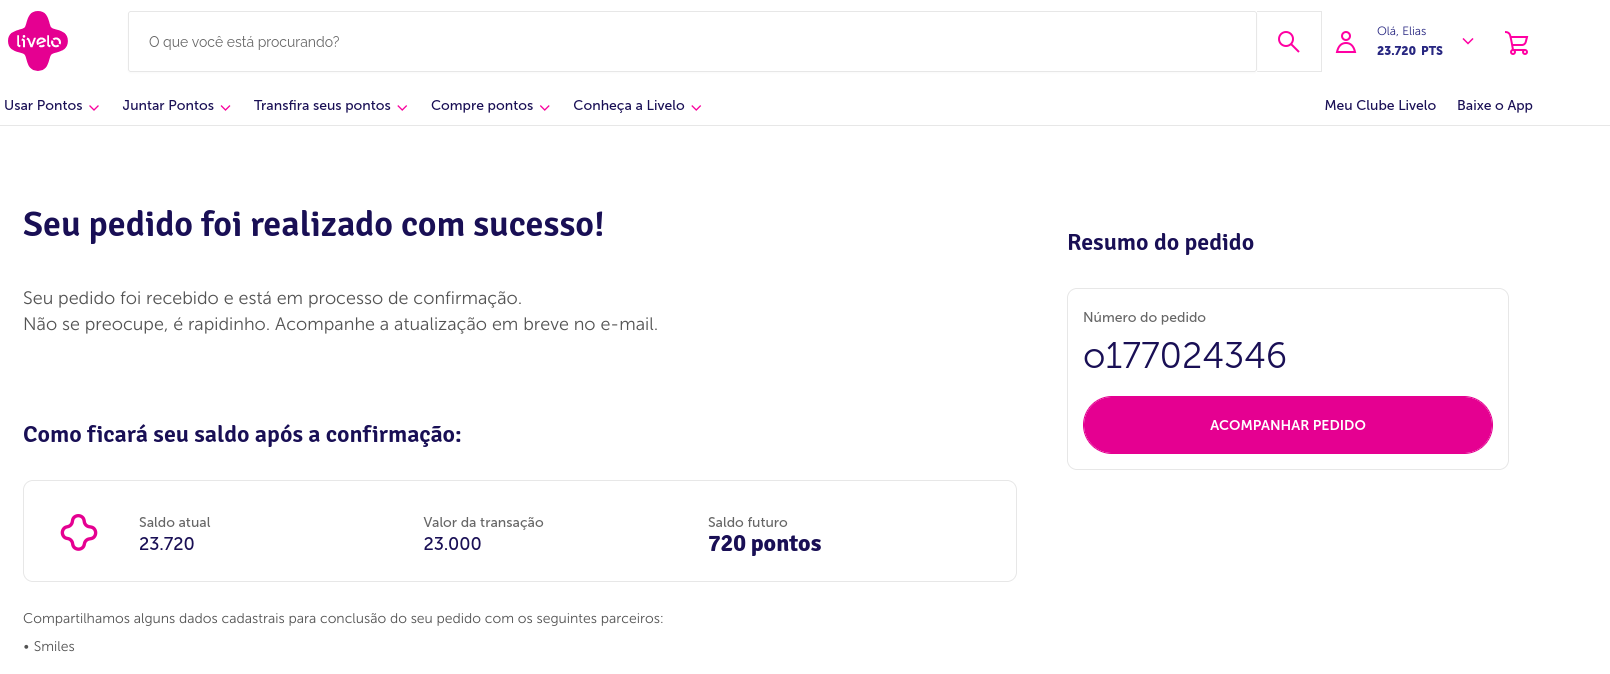 livelo
O que você está procurando?
Olá, Elias
23.720 PTS
Usar Pontos
Juntar Pontos
Transfira seus pontos
Compre pontos
Conheça a Livelo
Meu Clube Livelo
Baixe o App
Seu pedido foi realizado com sucesso!
Seu pedido foi recebido e está em processo de confirmação.
Não se preocupe, é rapidinho. Acompanhe a atualização em breve no e-mail.
Como ficará seu saldo após a confirmação:
Saldo atual
23.720
Valor da transação
23.000
Saldo futuro
720 pontos
Compartilhamos alguns dados cadastrais para conclusão do seu pedido com os seguintes parceiros:
• Smiles
Resumo do pedido
Número do pedido
o177024346
ACOMPANHAR PEDIDO